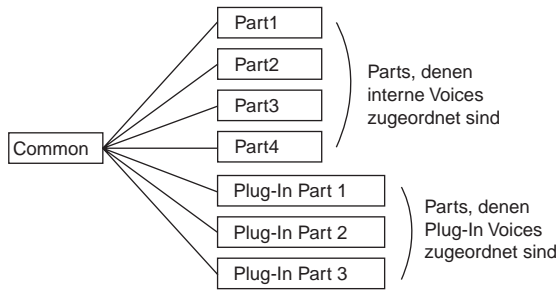 Part1
Part2
Part3
Part4
Parts, denen
interne Voices
zugeordnet sind
Common
Plug-In Part 1
Plug-In Part 2
Plug-In Part 3
Parts, denen
Plug-In Voices
zugeordnet sind